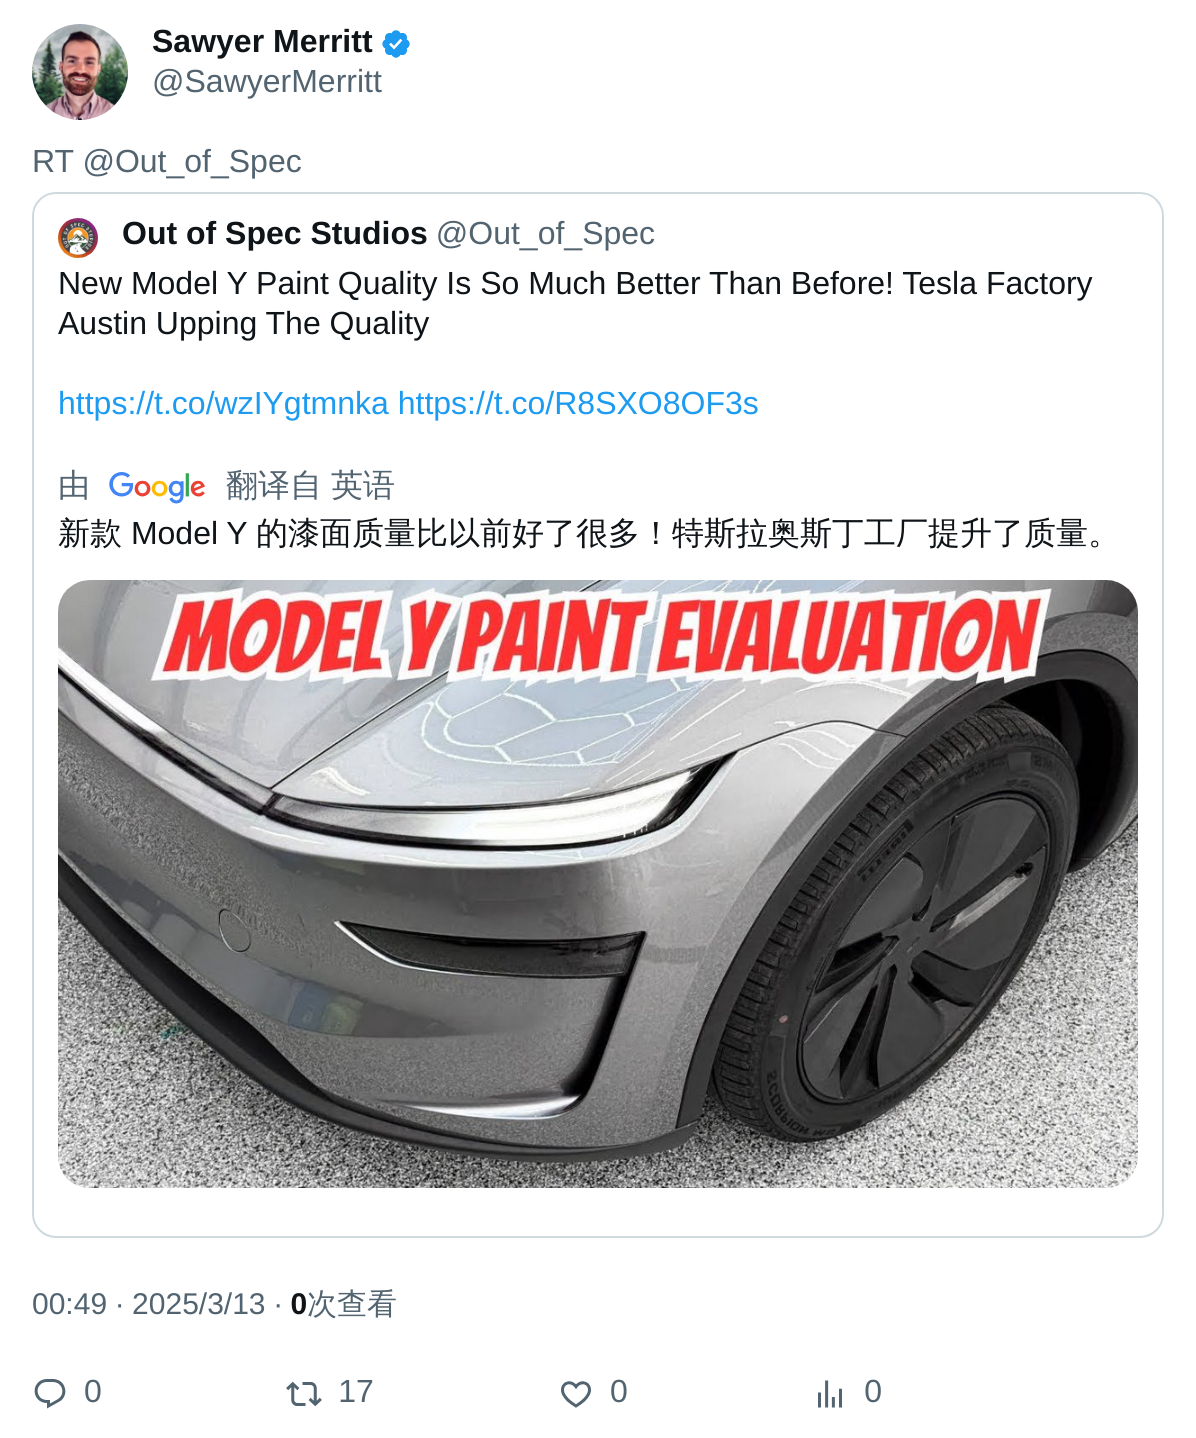 Sawyer Merritt
@SawyerMerritt
RT @Out_of_Spec
Out of Spec Studios @Out_of_Spec
New Model Y Paint Quality Is So Much Better Than Before! Tesla Factory
Austin Upping The Quality
https://t.co/wzIYgtmnka https://t.co/R8SXO8OF3s
由 Google 翻译自 英语
新款 Model Y 的漆面质量比以前好了很多！特斯拉奥斯丁工厂提升了质量。
MODEL Y PAINT EVALUATION
00:49 · 2025/3/13 · 0次查看
0 17 0 0